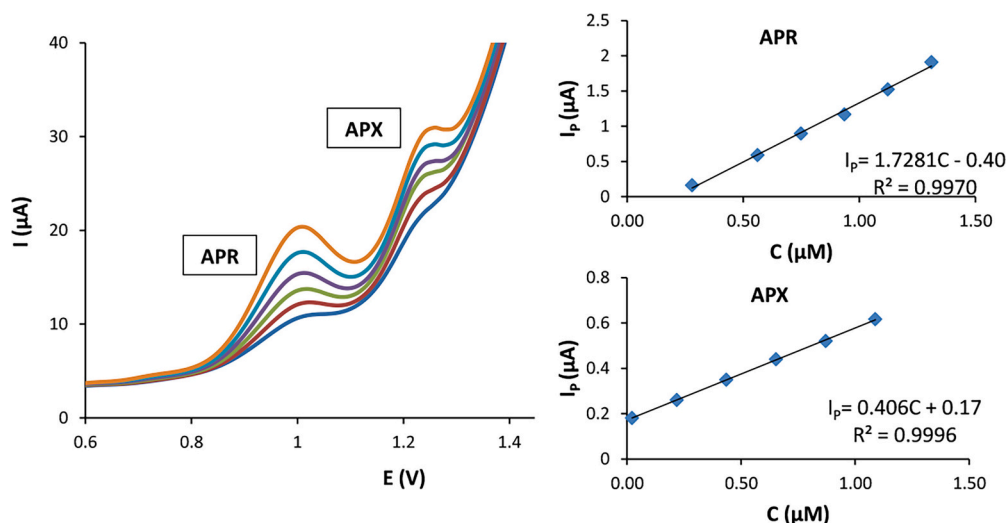 40
30
20
10
0
I (µA)
APX
APR
0.6
0.8
1
1.2
1.4
E (V)
APR
2.5
2
1.5
1
0.5
0
I_P (µA)
I_P= 1.7281C - 0.40
R² = 0.9970
0.00
0.50
1.00
1.50
C (µM)
APX
0.8
0.6
0.4
0.2
0
I_P (µA)
I_P= 0.406C + 0.17
R² = 0.9996
0.00
0.50
1.00
1.50
C (µM)